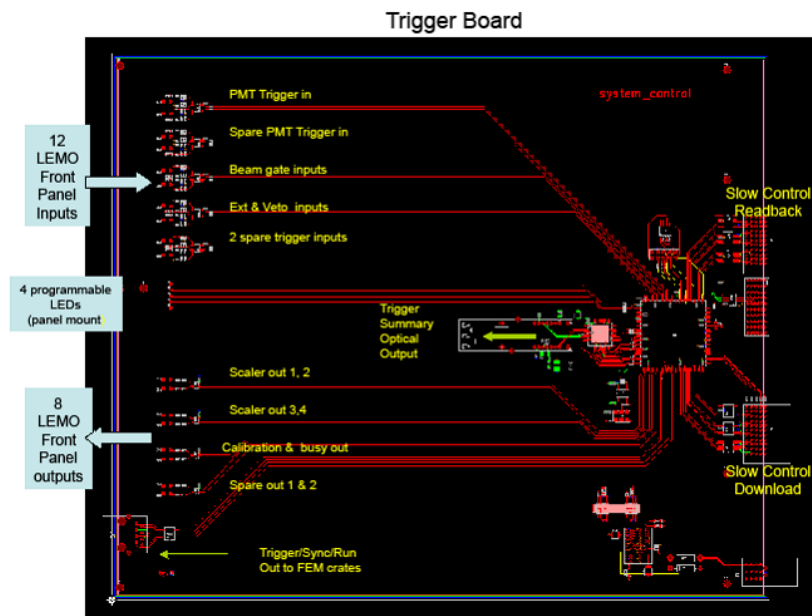 Trigger Board
PMT Trigger in
system_control
Spare PMT Trigger in
12
LEMO
Front
Panel
Inputs
Beam gate inputs
Ext & Veto inputs
Slow Control
Readback
2 spare trigger inputs
4 programmable
LEDs
(panel mount)
Trigger
Summary
Optical
Output
Scaler out 1, 2
8
LEMO
Front
Panel
outputs
Scaler out 3,4
Calibration & busy out
Slow Control
Download
Spare out 1 & 2
Trigger/Sync/Run
Out to FEM crates